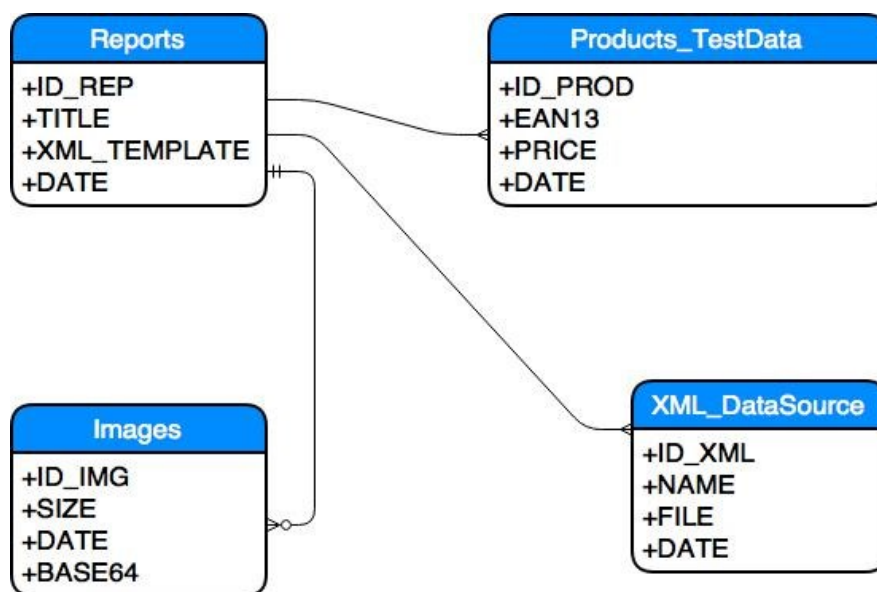 Reports
+ID_REP
+TITLE
+XML_TEMPLATE
+DATE
Products_TestData
+ID_PROD
+EAN13
+PRICE
+DATE
Images
+ID_IMG
+SIZE
+DATE
+BASE64
XML_DataSource
+ID_XML
+NAME
+FILE
+DATE